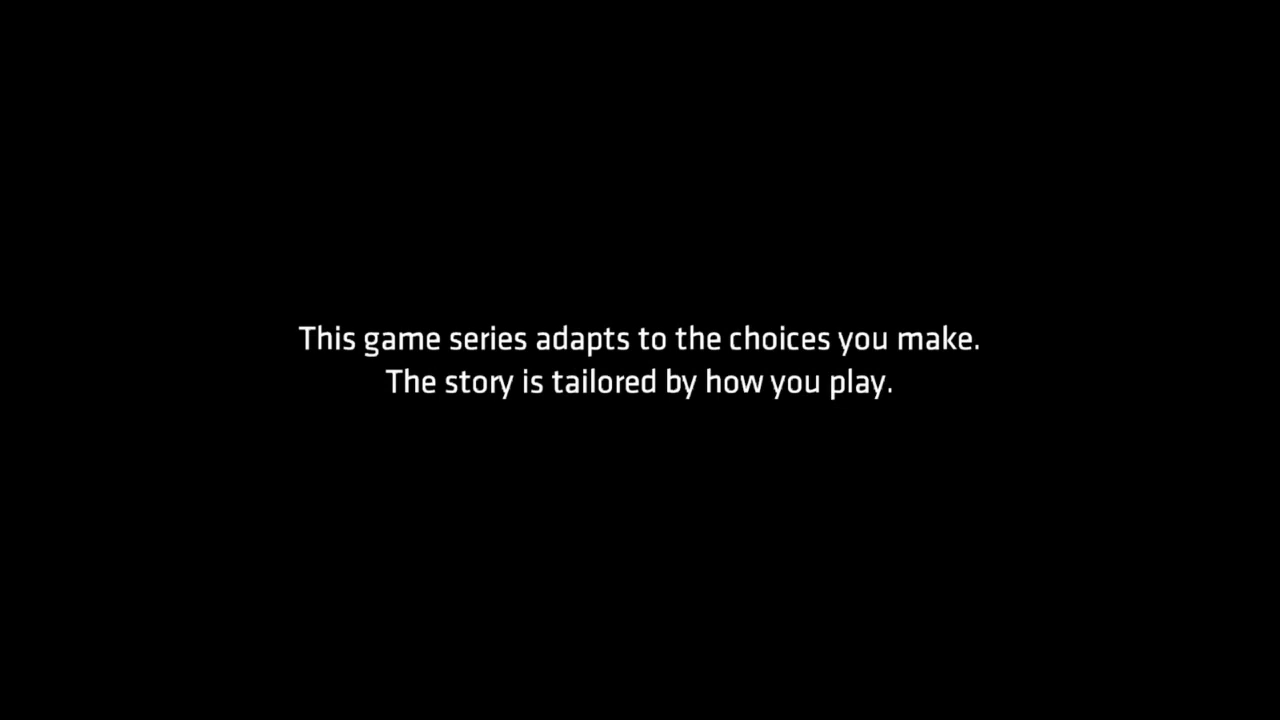 This game series adapts to the choices you make.
The story is tailored by how you play.